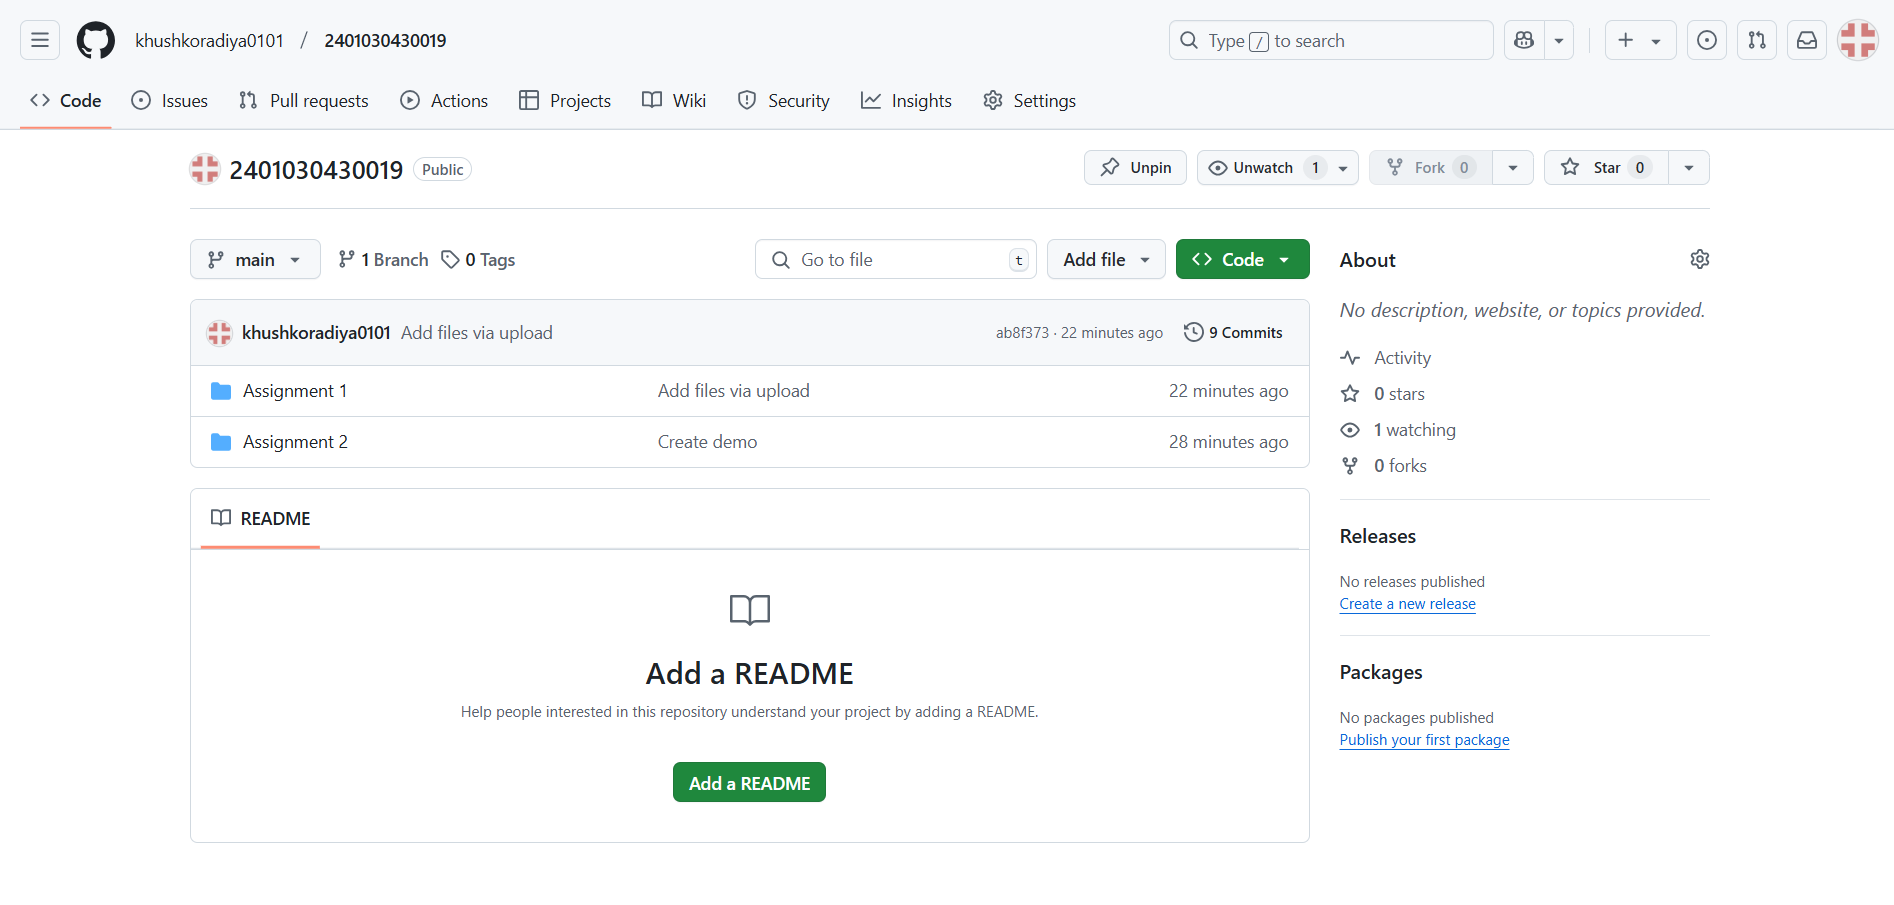 khushkoradiya0101 / 2401030430019
Type / to search
Code Issues Pull requests Actions Projects Wiki Security Insights Settings
2401030430019 Public
Unpin Unwatch 1 Fork 0 Star 0
main 1 Branch 0 Tags
Go to file t Add file Code
khushkoradiya0101 Add files via upload ab8f373 · 22 minutes ago 9 Commits
Assignment 1 Add files via upload 22 minutes ago
Assignment 2 Create demo 28 minutes ago
README
Add a README
Help people interested in this repository understand your project by adding a README.
Add a README
About
No description, website, or topics provided.
Activity
0 stars
1 watching
0 forks
Releases
No releases published
Create a new release
Packages
No packages published
Publish your first package